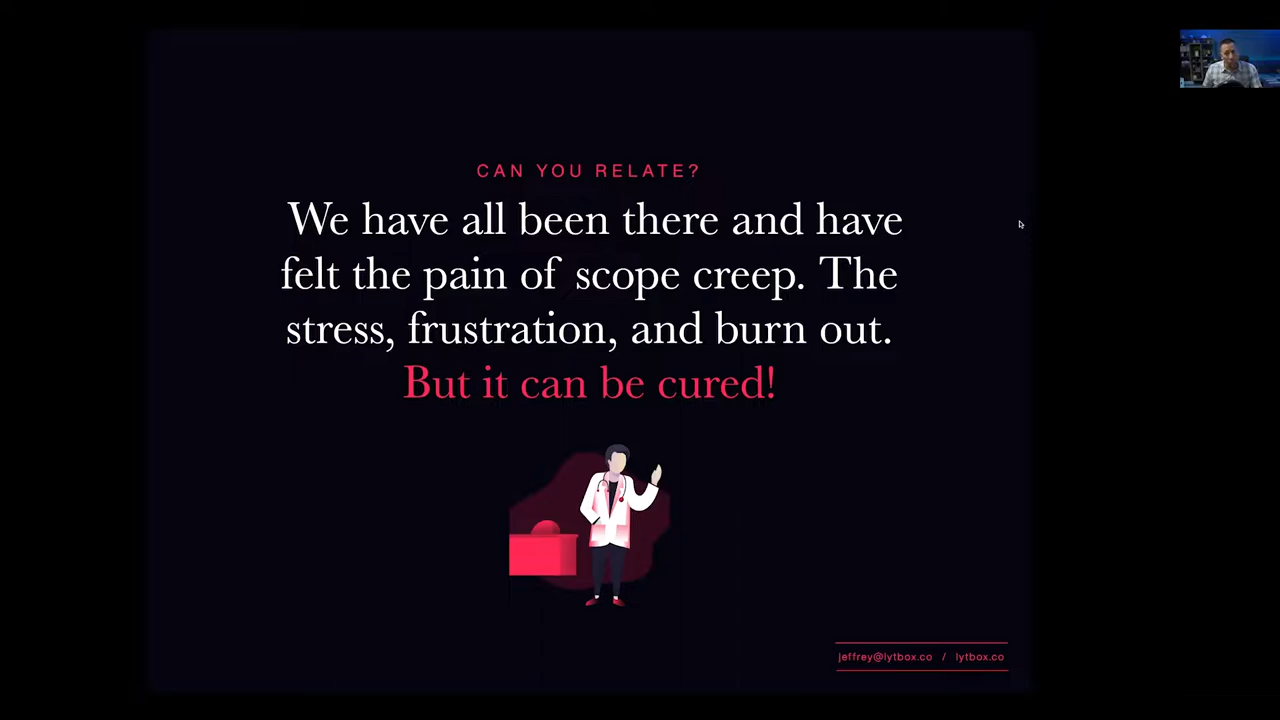 CAN YOU RELATE?
We have all been there and have
felt the pain of scope creep. The
stress, frustration, and burn out.
But it can be cured!
jeffrey@lytbox.co / lytbox.co